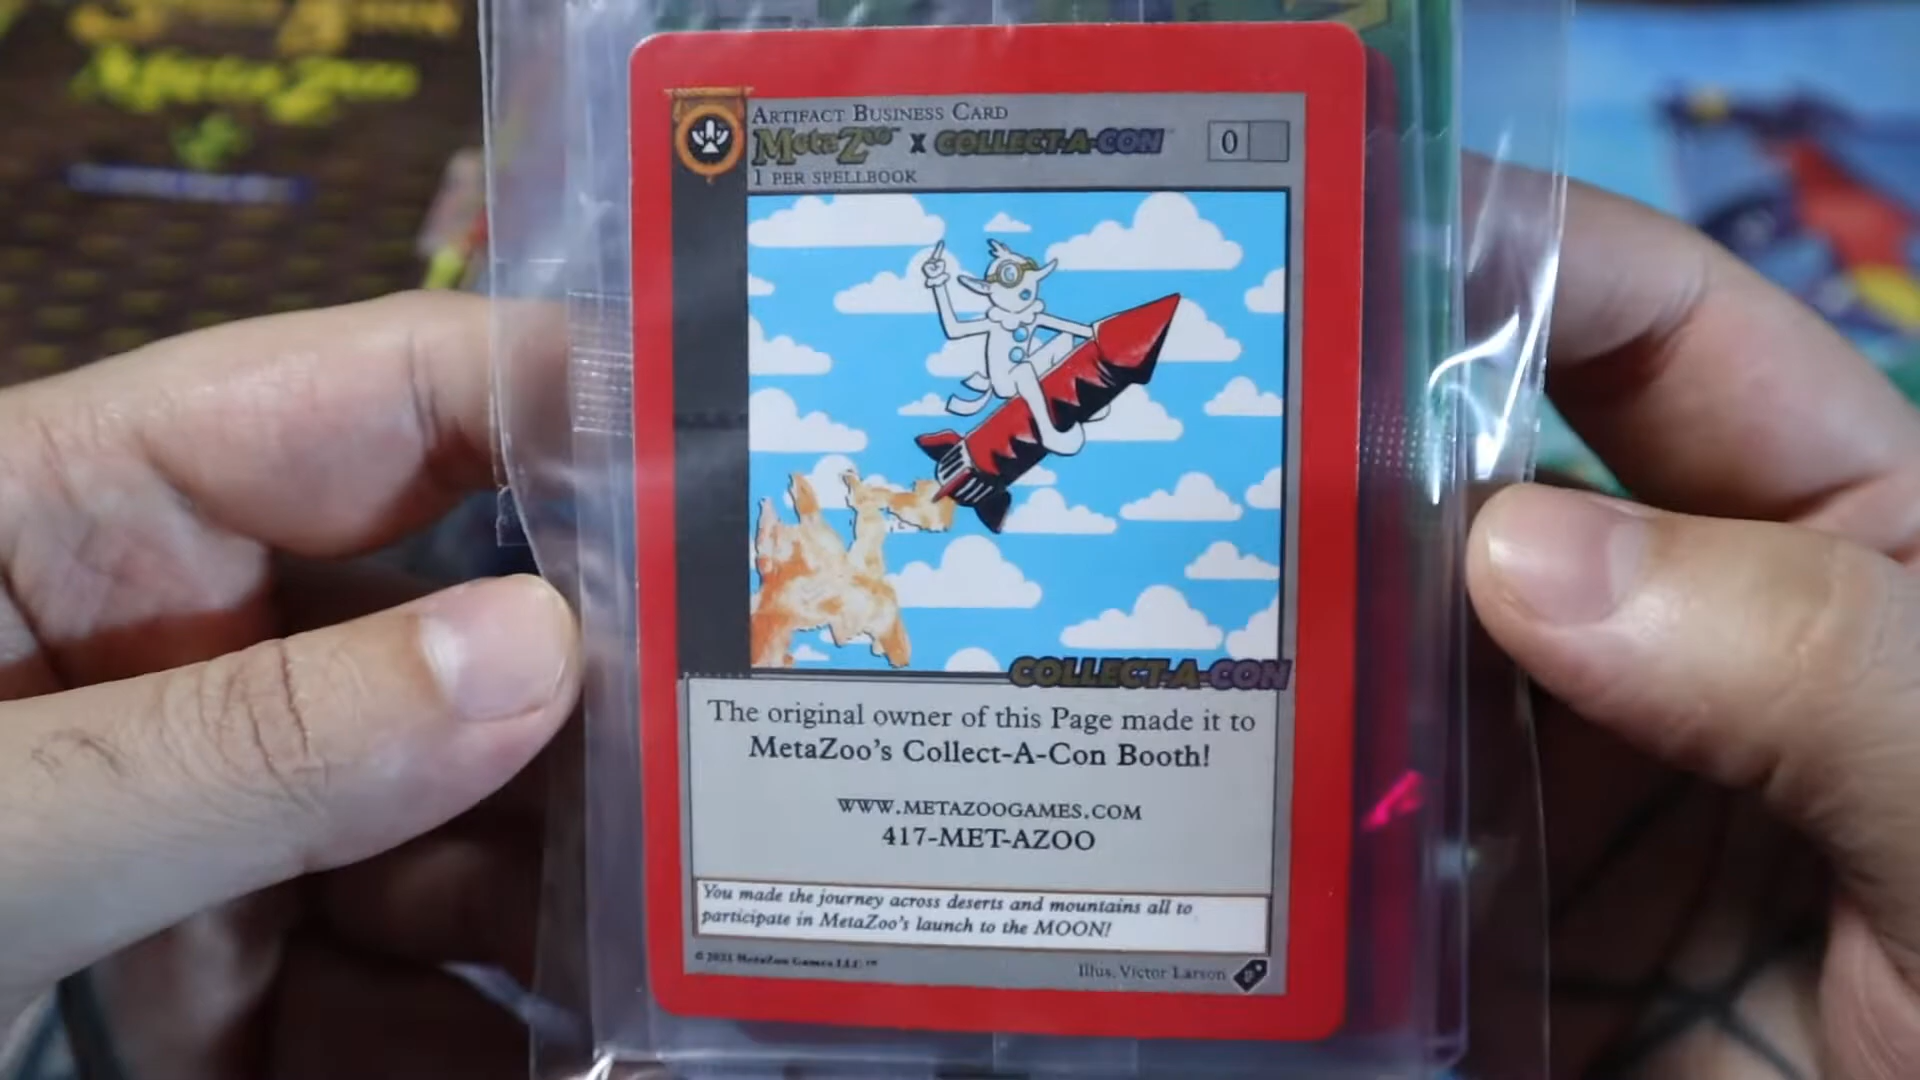 MetaZoo
ARTIFACT BUSINESS CARD
MetaZoo™ X COLLECT-A-CON
0
1 PER SPELLBOOK
G
COLLECT-A-CON
The original owner of this Page made it to
MetaZoo's Collect-A-Con Booth!
WWW.METAZOOGAMES.COM
417-MET-AZOO
You made the journey across deserts and mountains all to
participate in MetaZoo's launch to the MOON!
© 2021 MetaZoo Games LLC ™
Illus. Victor Larson